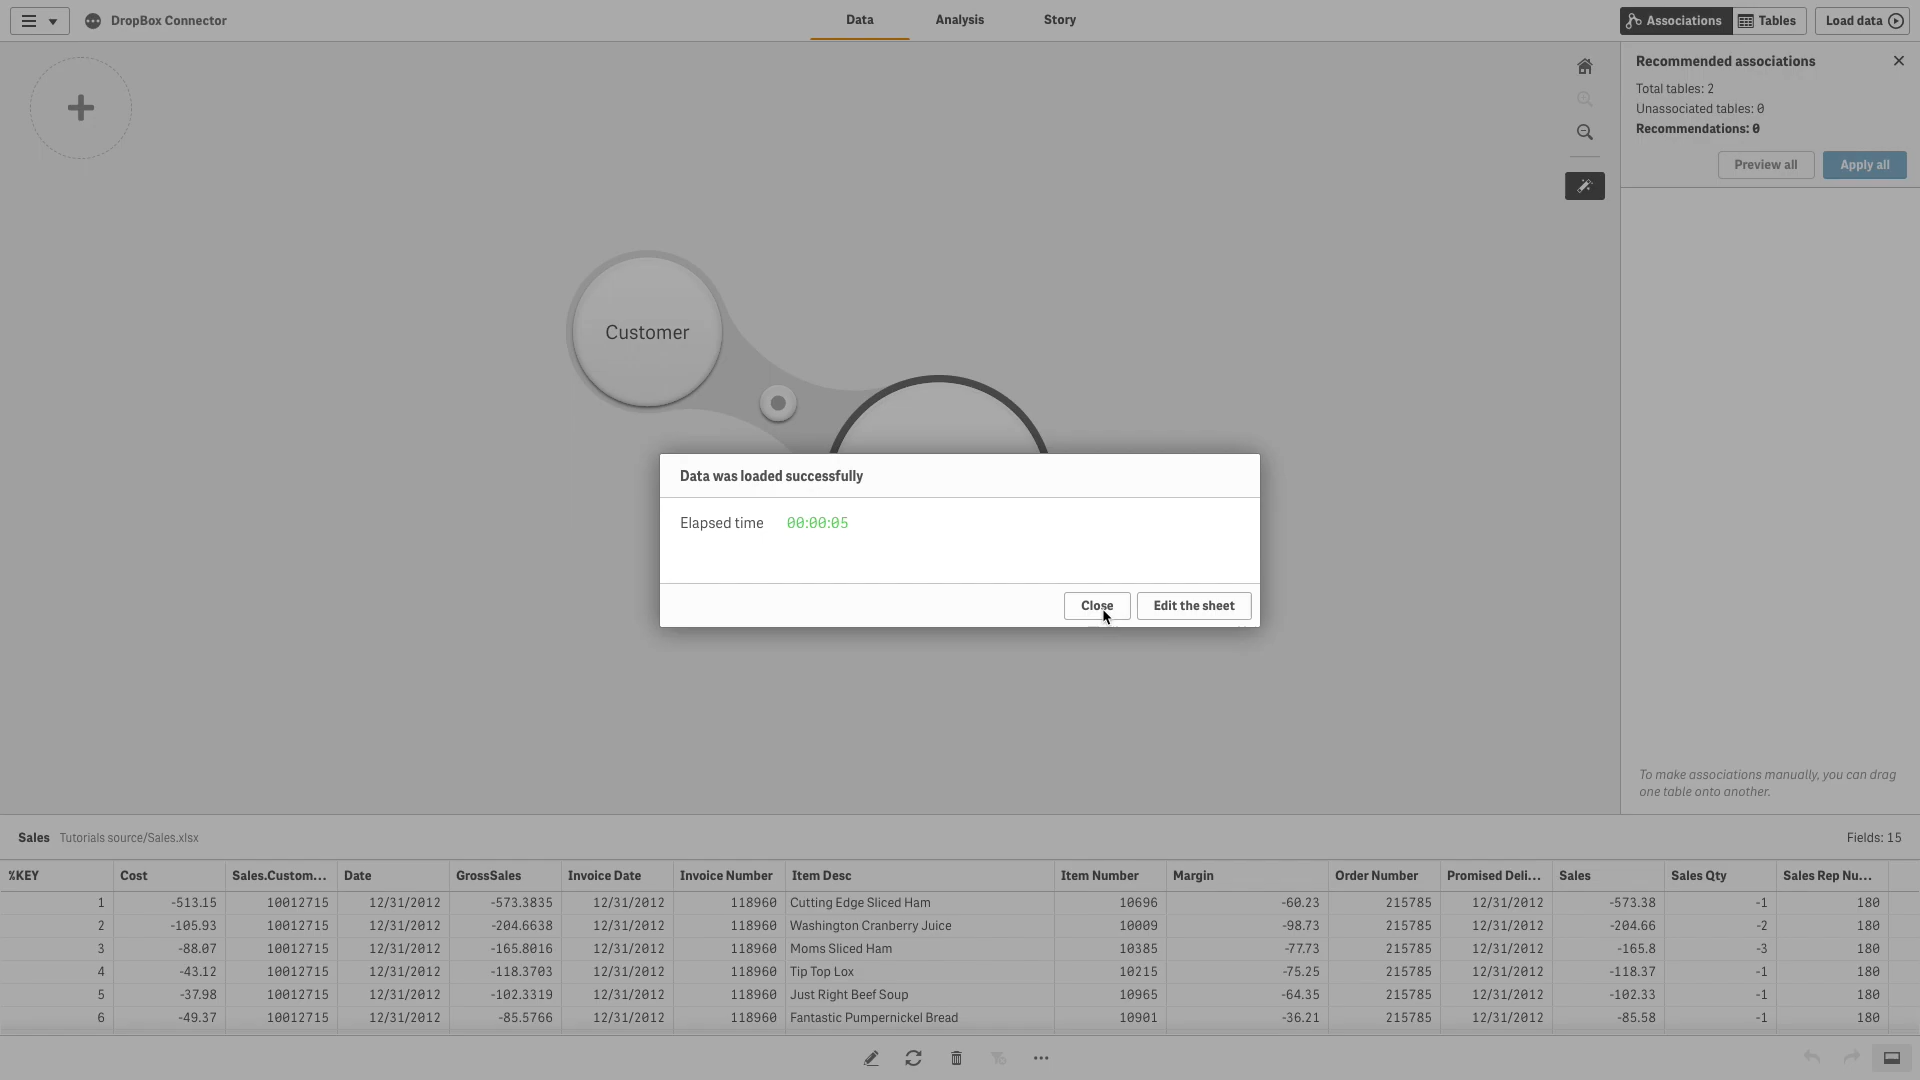 DropBox Connector
Data
Analysis
Story
Associations
Tables
Load data
Recommended associations
Total tables: 2
Unassociated tables: 0
Recommendations: 0
Preview all
Apply all
Customer
Data was loaded successfully
Elapsed time 00:00:05
Close
Edit the sheet
To make associations manually, you can drag
one table onto another.
Sales Tutorials source/Sales.xlsx Fields: 15
%KEY Cost Sales.Custom... Date GrossSales Invoice Date Invoice Number Item Desc Item Number Margin Order Number Promised Deli... Sales Sales Qty Sales Rep Nu...
1 -513.15 10012715 12/31/2012 -573.3835 12/31/2012 118960 Cutting Edge Sliced Ham 10696 -60.23 215785 12/31/2012 -573.38 -1 180
2 -105.93 10012715 12/31/2012 -204.6638 12/31/2012 118960 Washington Cranberry Juice 10009 -98.73 215785 12/31/2012 -204.66 -2 180
3 -88.07 10012715 12/31/2012 -165.8016 12/31/2012 118960 Moms Sliced Ham 10385 -77.73 215785 12/31/2012 -165.8 -3 180
4 -43.12 10012715 12/31/2012 -118.3703 12/31/2012 118960 Tip Top Lox 10215 -75.25 215785 12/31/2012 -118.37 -1 180
5 -37.98 10012715 12/31/2012 -102.3319 12/31/2012 118960 Just Right Beef Soup 10965 -64.35 215785 12/31/2012 -102.33 -1 180
6 -49.37 10012715 12/31/2012 -85.5766 12/31/2012 118960 Fantastic Pumpernickel Bread 10901 -36.21 215785 12/31/2012 -85.58 -1 180